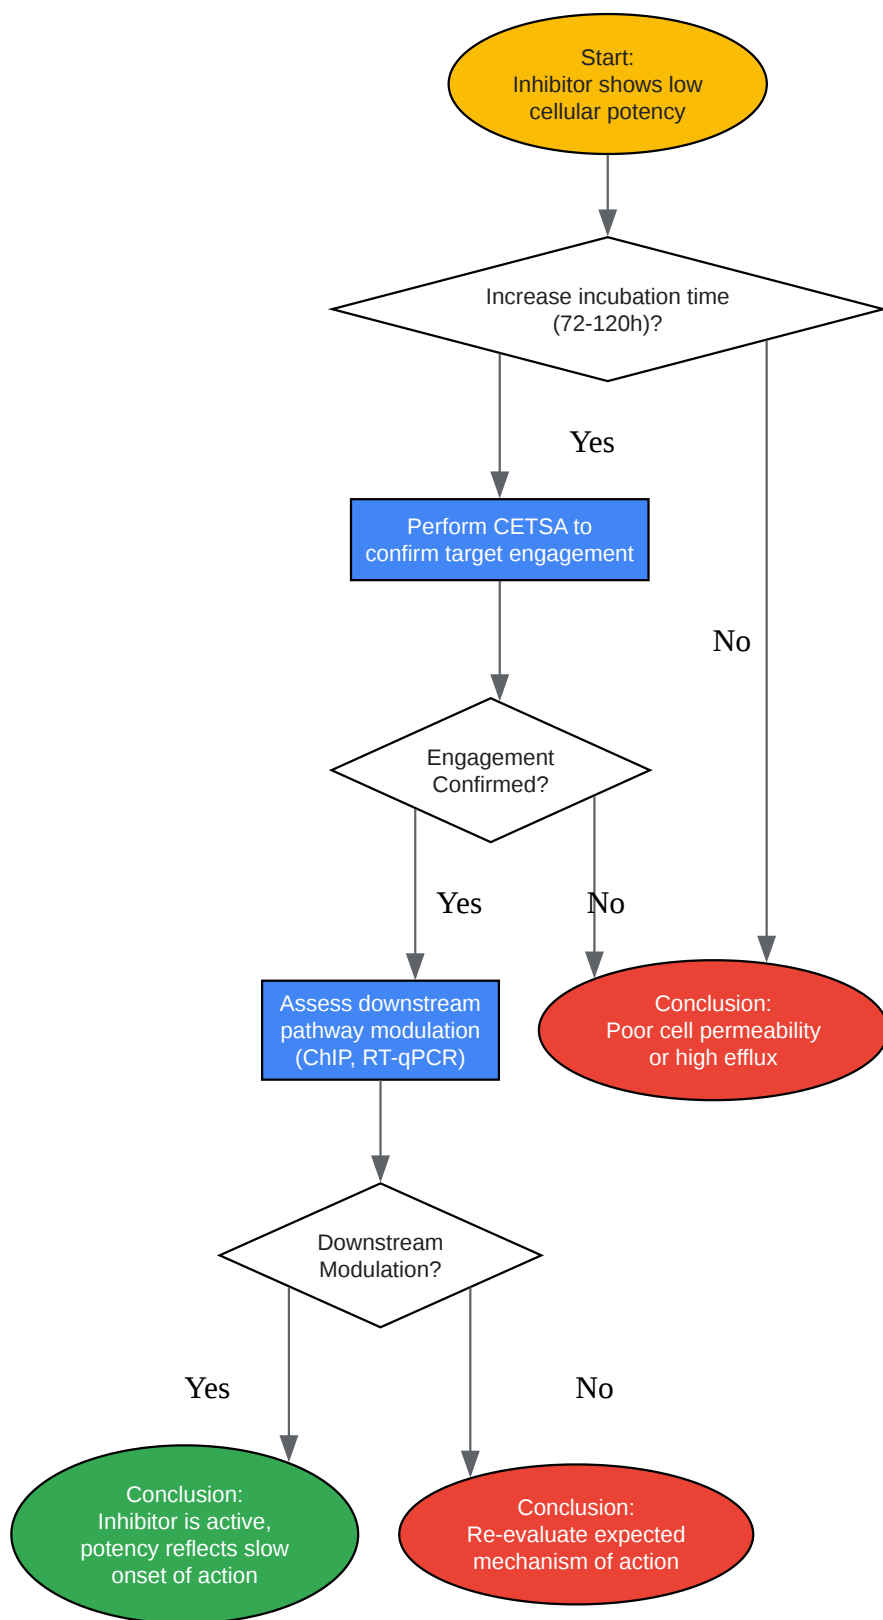 Start:
Inhibitor shows low
cellular potency
Increase incubation time
(72-120h)?
Yes
Perform CETSA to
confirm target engagement
No
Engagement
Confirmed?
Yes
No
Assess downstream
pathway modulation
(ChIP, RT-qPCR)
Conclusion:
Poor cell permeability
or high efflux
Downstream
Modulation?
Yes
No
Conclusion:
Inhibitor is active,
potency reflects slow
onset of action
Conclusion:
Re-evaluate expected
mechanism of action